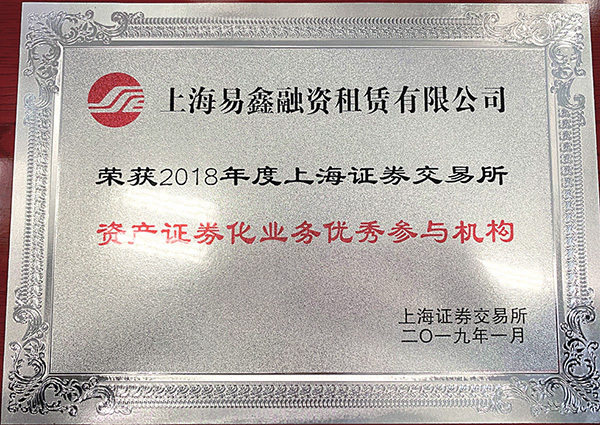 上海易鑫融资租赁有限公司
荣获2018年度上海证券交易所
资产证券化业务优秀参与机构
上海证券交易所
二〇一九年一月